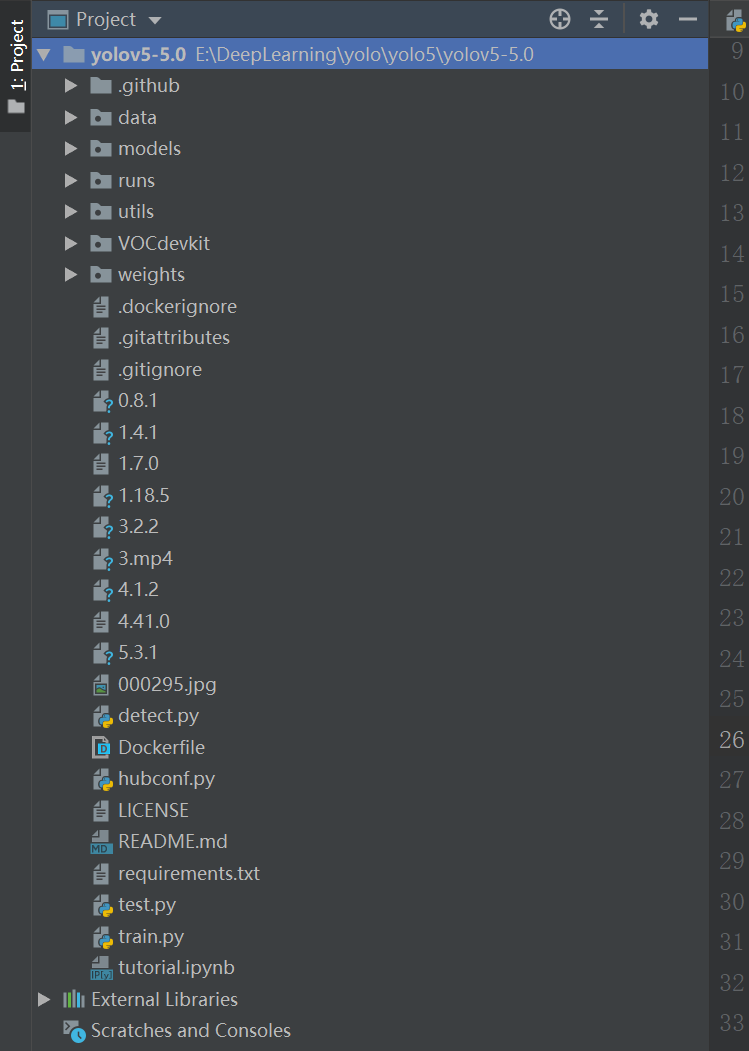 Project
1: Project
yolov5-5.0 E:\DeepLearning\yolo\yolo5\yolov5-5.0
.github
data
models
runs
utils
VOCdevkit
weights
.dockerignore
.gitattributes
.gitignore
0.8.1
1.4.1
1.7.0
1.18.5
3.2.2
3.mp4
4.1.2
4.41.0
5.3.1
000295.jpg
detect.py
Dockerfile
hubconf.py
LICENSE
README.md
requirements.txt
test.py
train.py
tutorial.ipynb
External Libraries
Scratches and Consoles
9
10
11
12
13
14
15
16
17
18
19
20
21
22
23
24
25
26
27
28
29
30
31
32
33